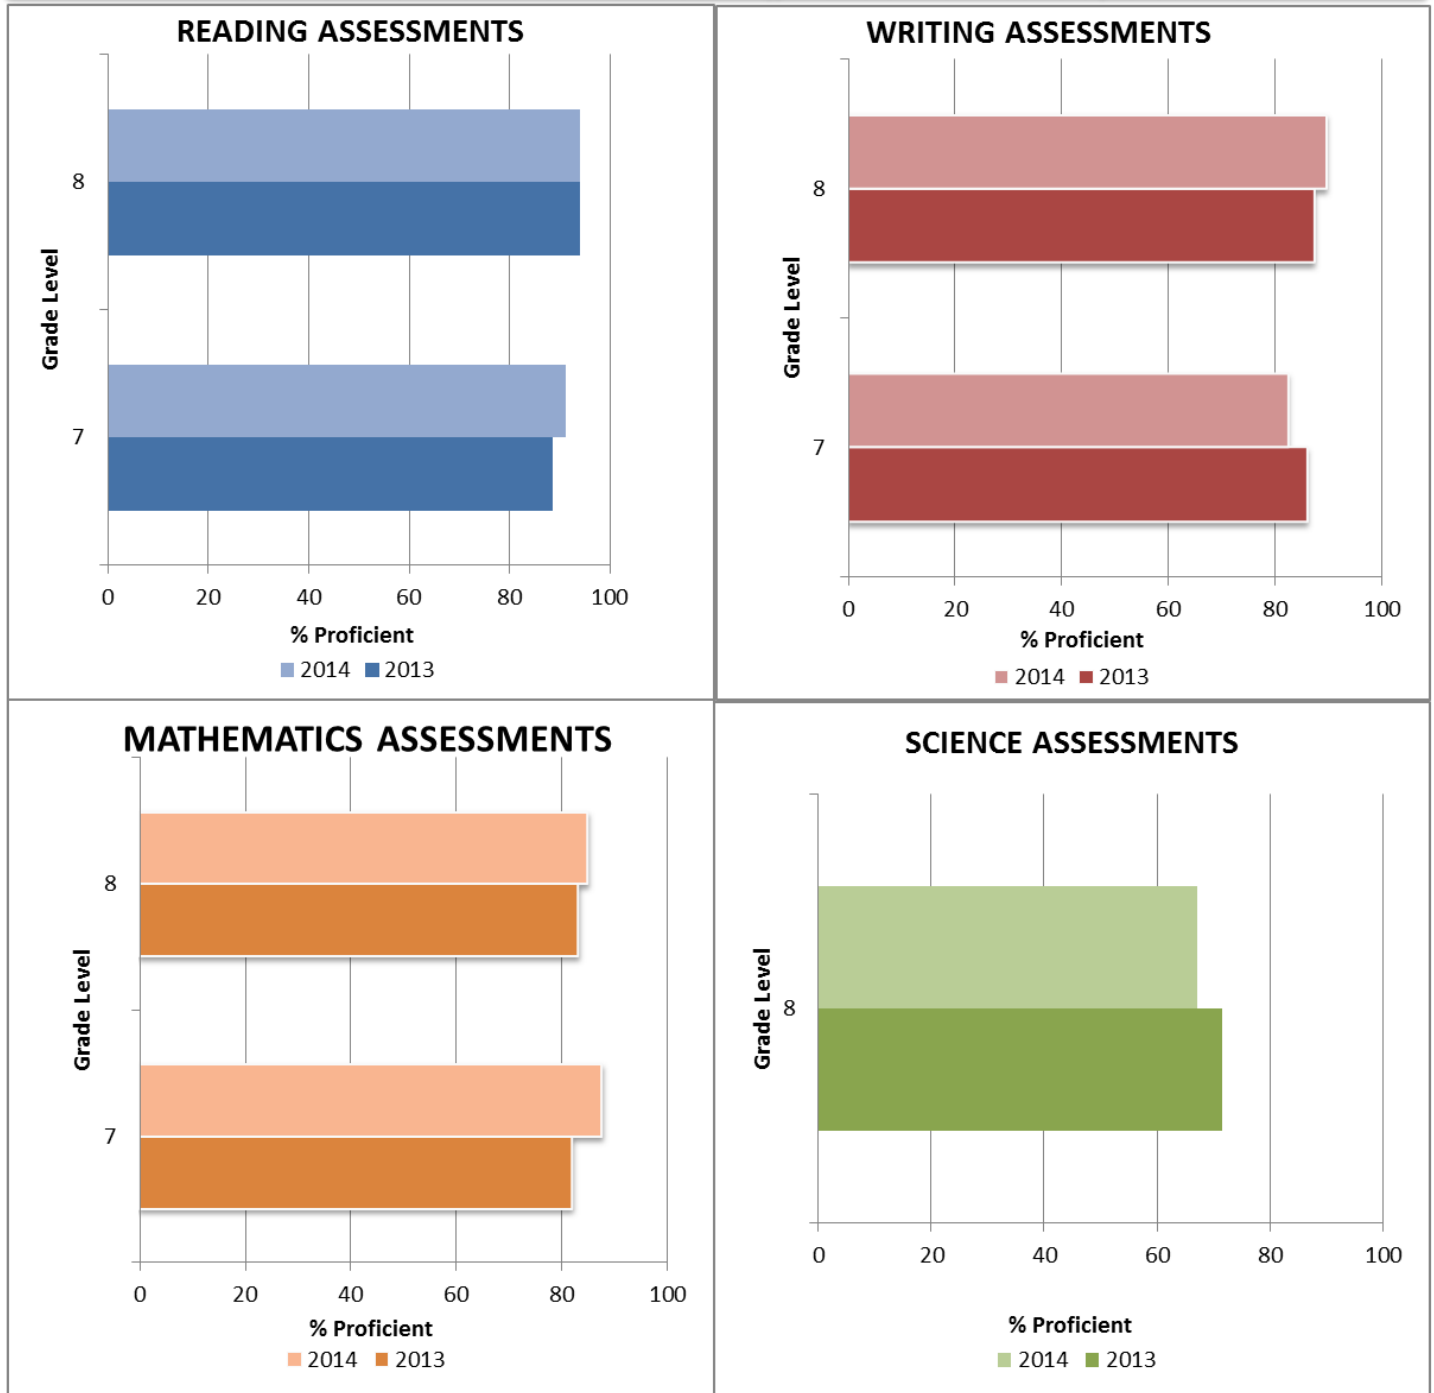 READING ASSESSMENTS
8
7
Grade Level
0 20 40 60 80 100
% Proficient
2014 2013
WRITING ASSESSMENTS
8
7
Grade Level
0 20 40 60 80 100
% Proficient
2014 2013
MATHEMATICS ASSESSMENTS
8
7
Grade Level
0 20 40 60 80 100
% Proficient
2014 2013
SCIENCE ASSESSMENTS
8
Grade Level
0 20 40 60 80 100
% Proficient
2014 2013